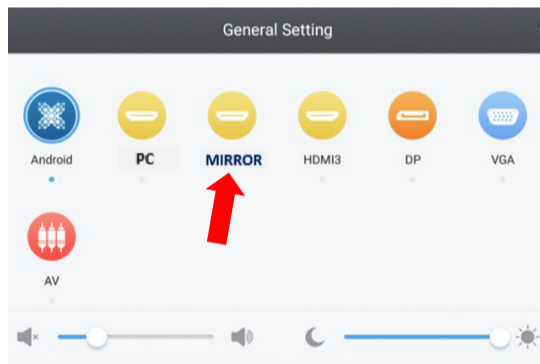 General Setting
Android PC MIRROR HDMI3 DP VGA
AV